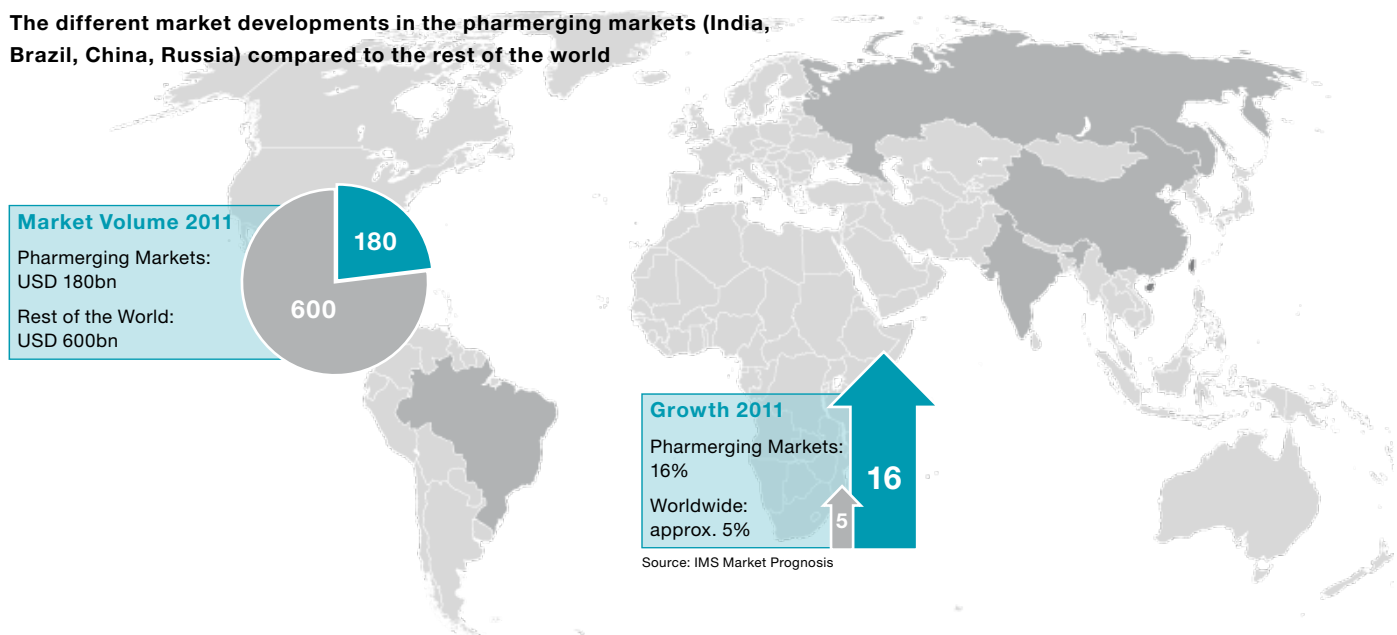 The different market developments in the pharmerging markets (India,
Brazil, China, Russia) compared to the rest of the world
Market Volume 2011
Pharmerging Markets:
USD 180bn
Rest of the World:
USD 600bn
180
600
Growth 2011
Pharmerging Markets:
16%
Worldwide:
approx. 5%
5
16
Source: IMS Market Prognosis